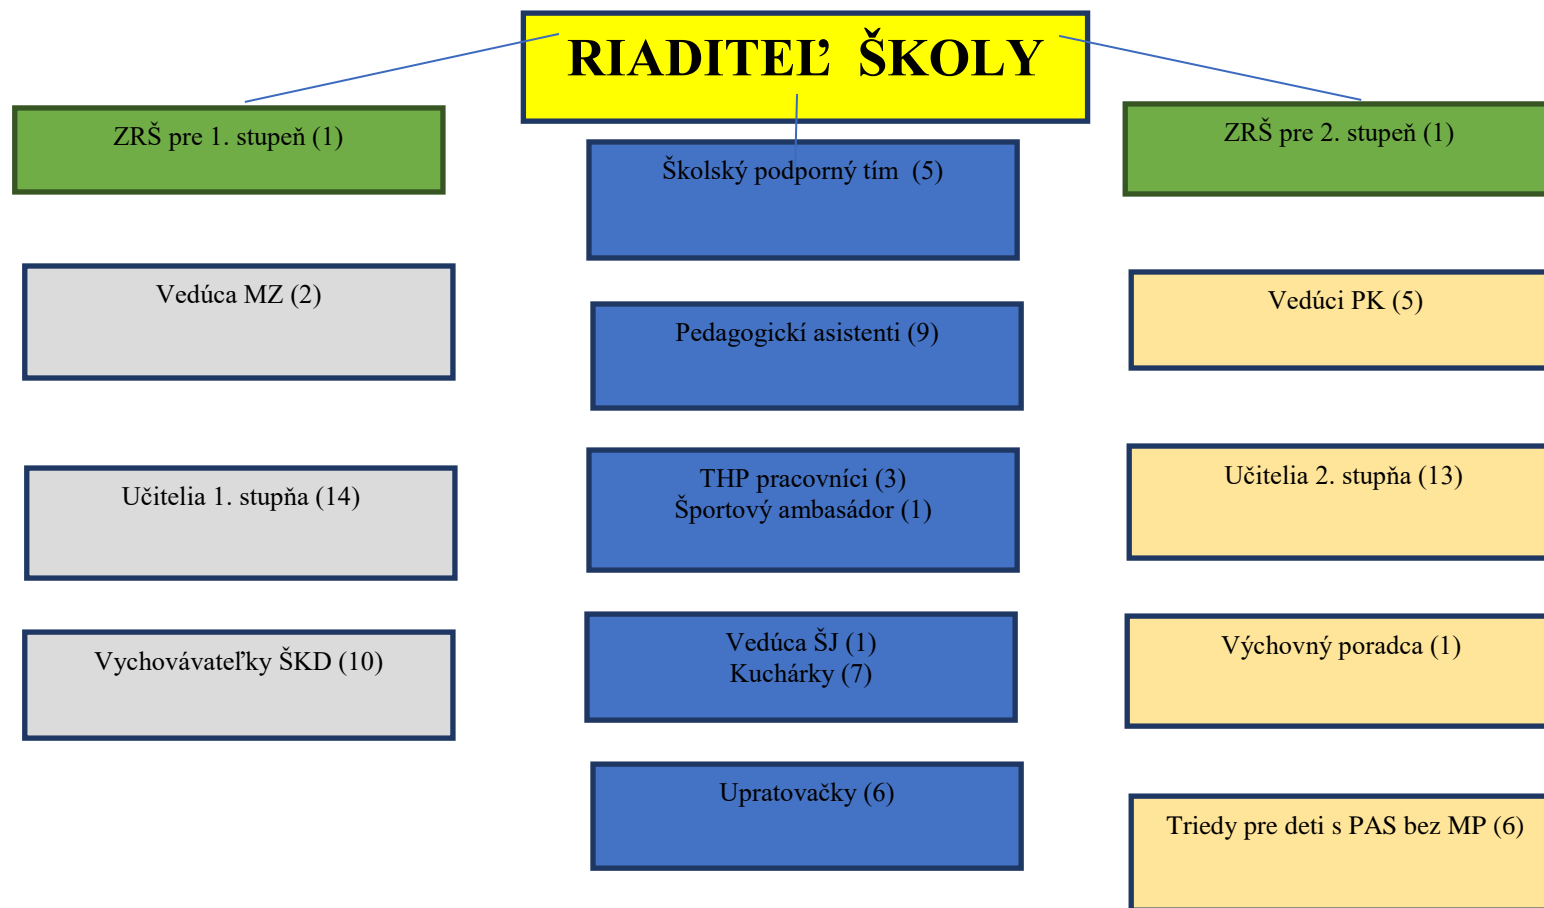 RIADITEĽ ŠKOLY
ZRŠ pre 1. stupeň (1)
ZRŠ pre 2. stupeň (1)
Školský podporný tím (5)
Vedúca MZ (2)
Vedúci PK (5)
Pedagogickí asistenti (9)
Učitelia 1. stupňa (14)
THP pracovníci (3)
Športový ambasádor (1)
Učitelia 2. stupňa (13)
Vychovávateľky ŠKD (10)
Vedúca ŠJ (1)
Kuchárky (7)
Výchovný poradca (1)
Upratovačky (6)
Triedy pre deti s PAS bez MP (6)